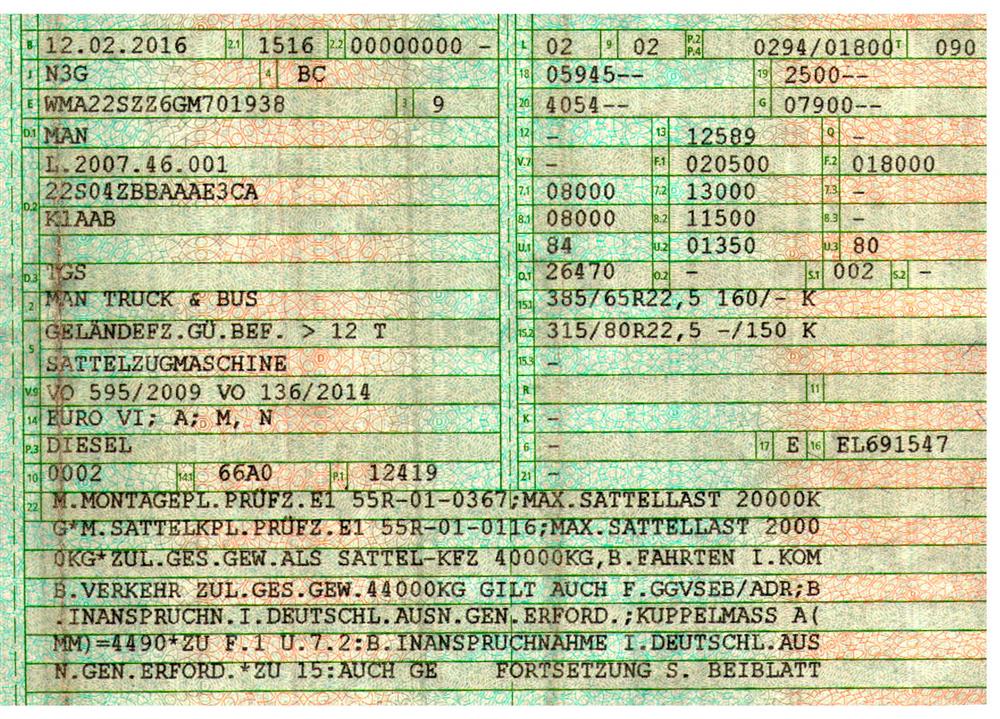 B 12.02.2016 2.1 1516 2.2 00000000 -
J N3G 4 BC
E WMA22SZZ6GM701938 3 9
D.1 MAN
L.2007.46.001
D.2 22S04ZBBAAAE3CA
K1AAB
D.3 TGS
2 MAN TRUCK & BUS
5 GELÄNDEFZ.GÜ.BEF. > 12 T
SATTELZUGMASCHINE
V.9 VO 595/2009 VO 136/2014
14 EURO VI; A; M, N
P.3 DIESEL
10 0002 14.1 66A0 P.1 12419
L 02 9 02 P.2 P.4 0294/01800 T 090
18 05945-- 19 2500--
20 4054-- G 07900--
12 - 13 12589 Q -
V.7 - F.1 020500 F.2 018000
7.1 08000 7.2 13000 7.3 -
8.1 08000 8.2 11500 8.3 -
U.1 84 U.2 01350 U.3 80
O.1 26470 O.2 - S.1 002 S.2 -
15.1 385/65R22,5 160/- K
15.2 315/80R22,5 -/150 K
15.3 -
R 11
K -
6 - 17 E 16 EL691547
21 -
22 M.MONTAGEPL.PRÜFZ.E1 55R-01-0367;MAX.SATTELLAST 20000K
G*M.SATTELKPL.PRÜFZ.E1 55R-01-0116;MAX.SATTELLAST 2000
0KG*ZUL.GES.GEW.ALS SATTEL-KFZ 40000KG,B.FAHRTEN I.KOM
B.VERKEHR ZUL.GES.GEW.44000KG GILT AUCH F.GGVSEB/ADR;B
.INANSPRUCHN.I.DEUTSCHL.AUSN.GEN.ERFORD.;KUPPELMASS A(
MM)=4490*ZU F.1 U.7.2:B.INANSPRUCHNAHME I.DEUTSCHL.AUS
N.GEN.ERFORD.*ZU 15:AUCH GE FORTSETZUNG S. BEIBLATT